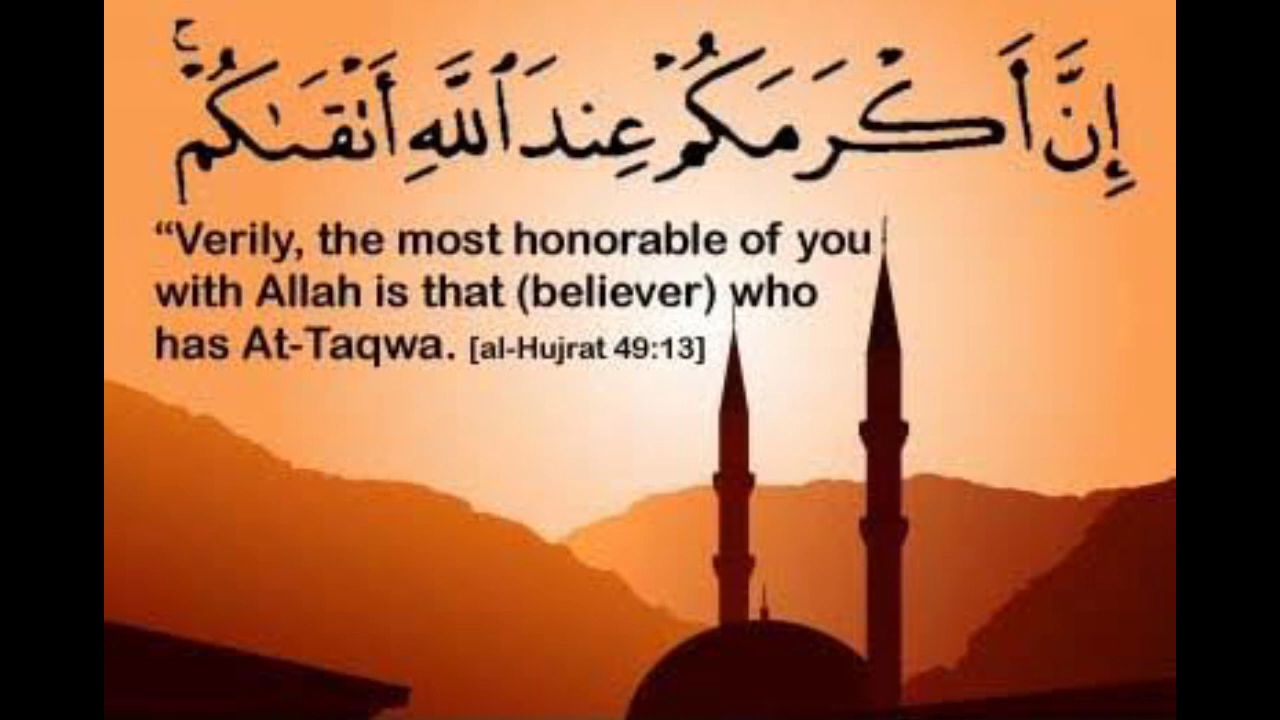 إِنَّ أَكْرَمَكُمْ عِندَ ٱللَّهِ أَتْقَىٰكُمْ ۚ
“Verily, the most honorable of you
with Allah is that (believer) who
has At-Taqwa. [al-Hujrat 49:13]